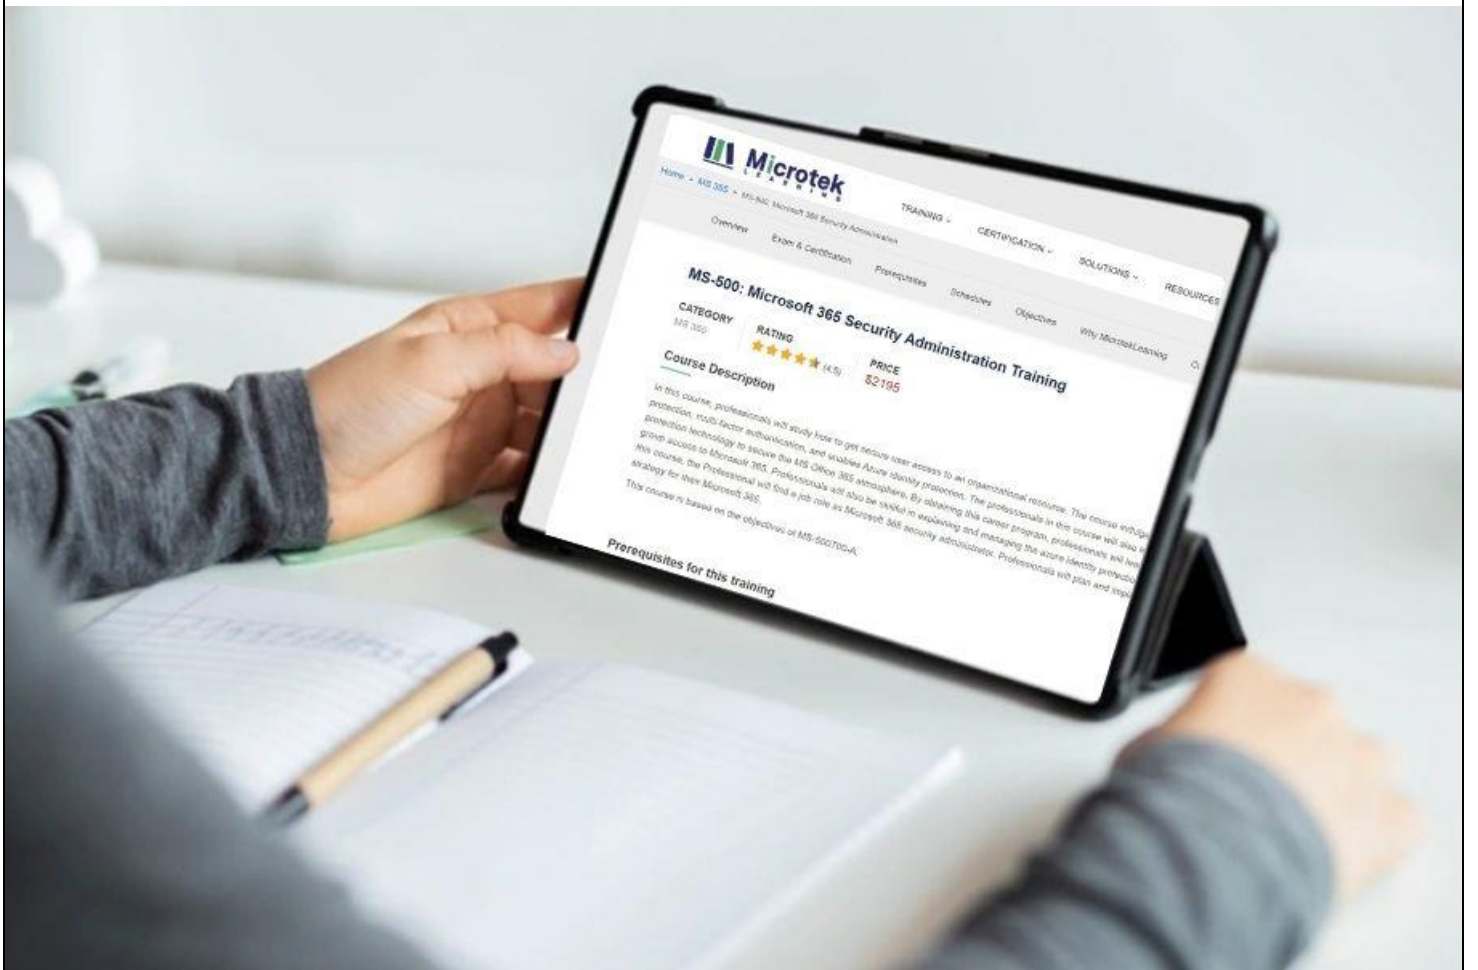 Microtek
LEARNING
TRAINING
CERTIFICATION
SOLUTIONS
RESOURCES
Home MS 365 MS-500: Microsoft 365 Security Administration
Overview
Exam & Certification
Prerequisites
Schedules
Objectives
Why MicrotekLearning
MS-500: Microsoft 365 Security Administration Training
CATEGORY
MS 365
RATING
(4.5)
PRICE
$2195
Course Description
In this course, professionals will study how to get secure user access to an organizational resource. The course
protection, multi-factor authentication, and enables Azure identity protection. The professionals in this course will also
protection technology to secure the MS Office 365 atmosphere. By obtaining this career program, professionals will
group access to Microsoft 365. Professionals will also be skillful in explaining and managing the azure identity
this course, the Professional will find a job role as Microsoft 365 security administrator. Professionals will plan and
strategy for their Microsoft 365.
This course is based on the objectives of MS-500T00-A.
Prerequisites for this training